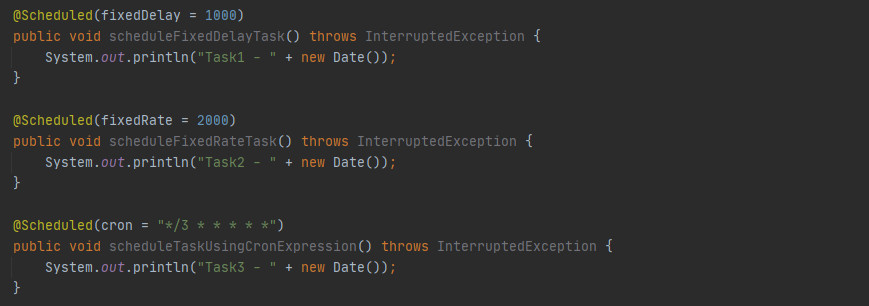 @Scheduled(fixedDelay = 1000)
public void scheduleFixedDelayTask() throws InterruptedException {
    System.out.println("Task1 - " + new Date());
}

@Scheduled(fixedRate = 2000)
public void scheduleFixedRateTask() throws InterruptedException {
    System.out.println("Task2 - " + new Date());
}

@Scheduled(cron = "*/3 * * * * *")
public void scheduleTaskUsingCronExpression() throws InterruptedException {
    System.out.println("Task3 - " + new Date());
}